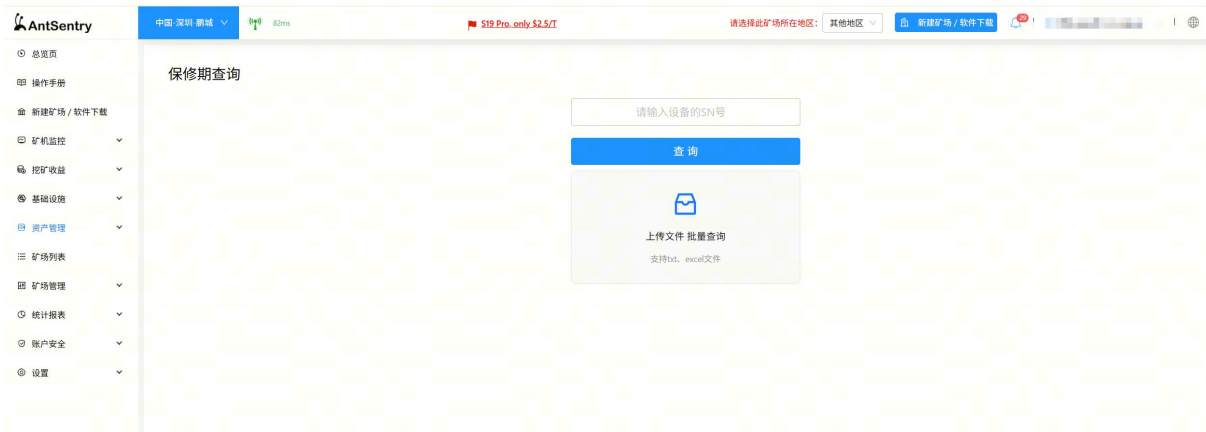 AntSentry
中国-深圳-鹏城
82ms
S19 Pro, only $2.5/T
请选择此矿场所在地区：
其他地区
新建矿场 / 软件下载
29
总览页
操作手册
新建矿场 / 软件下载
矿机监控
挖矿收益
基础设施
资产管理
矿场列表
矿场管理
统计报表
账户安全
设置
保修期查询
请输入设备的SN号
查 询
上传文件 批量查询
支持txt、excel文件